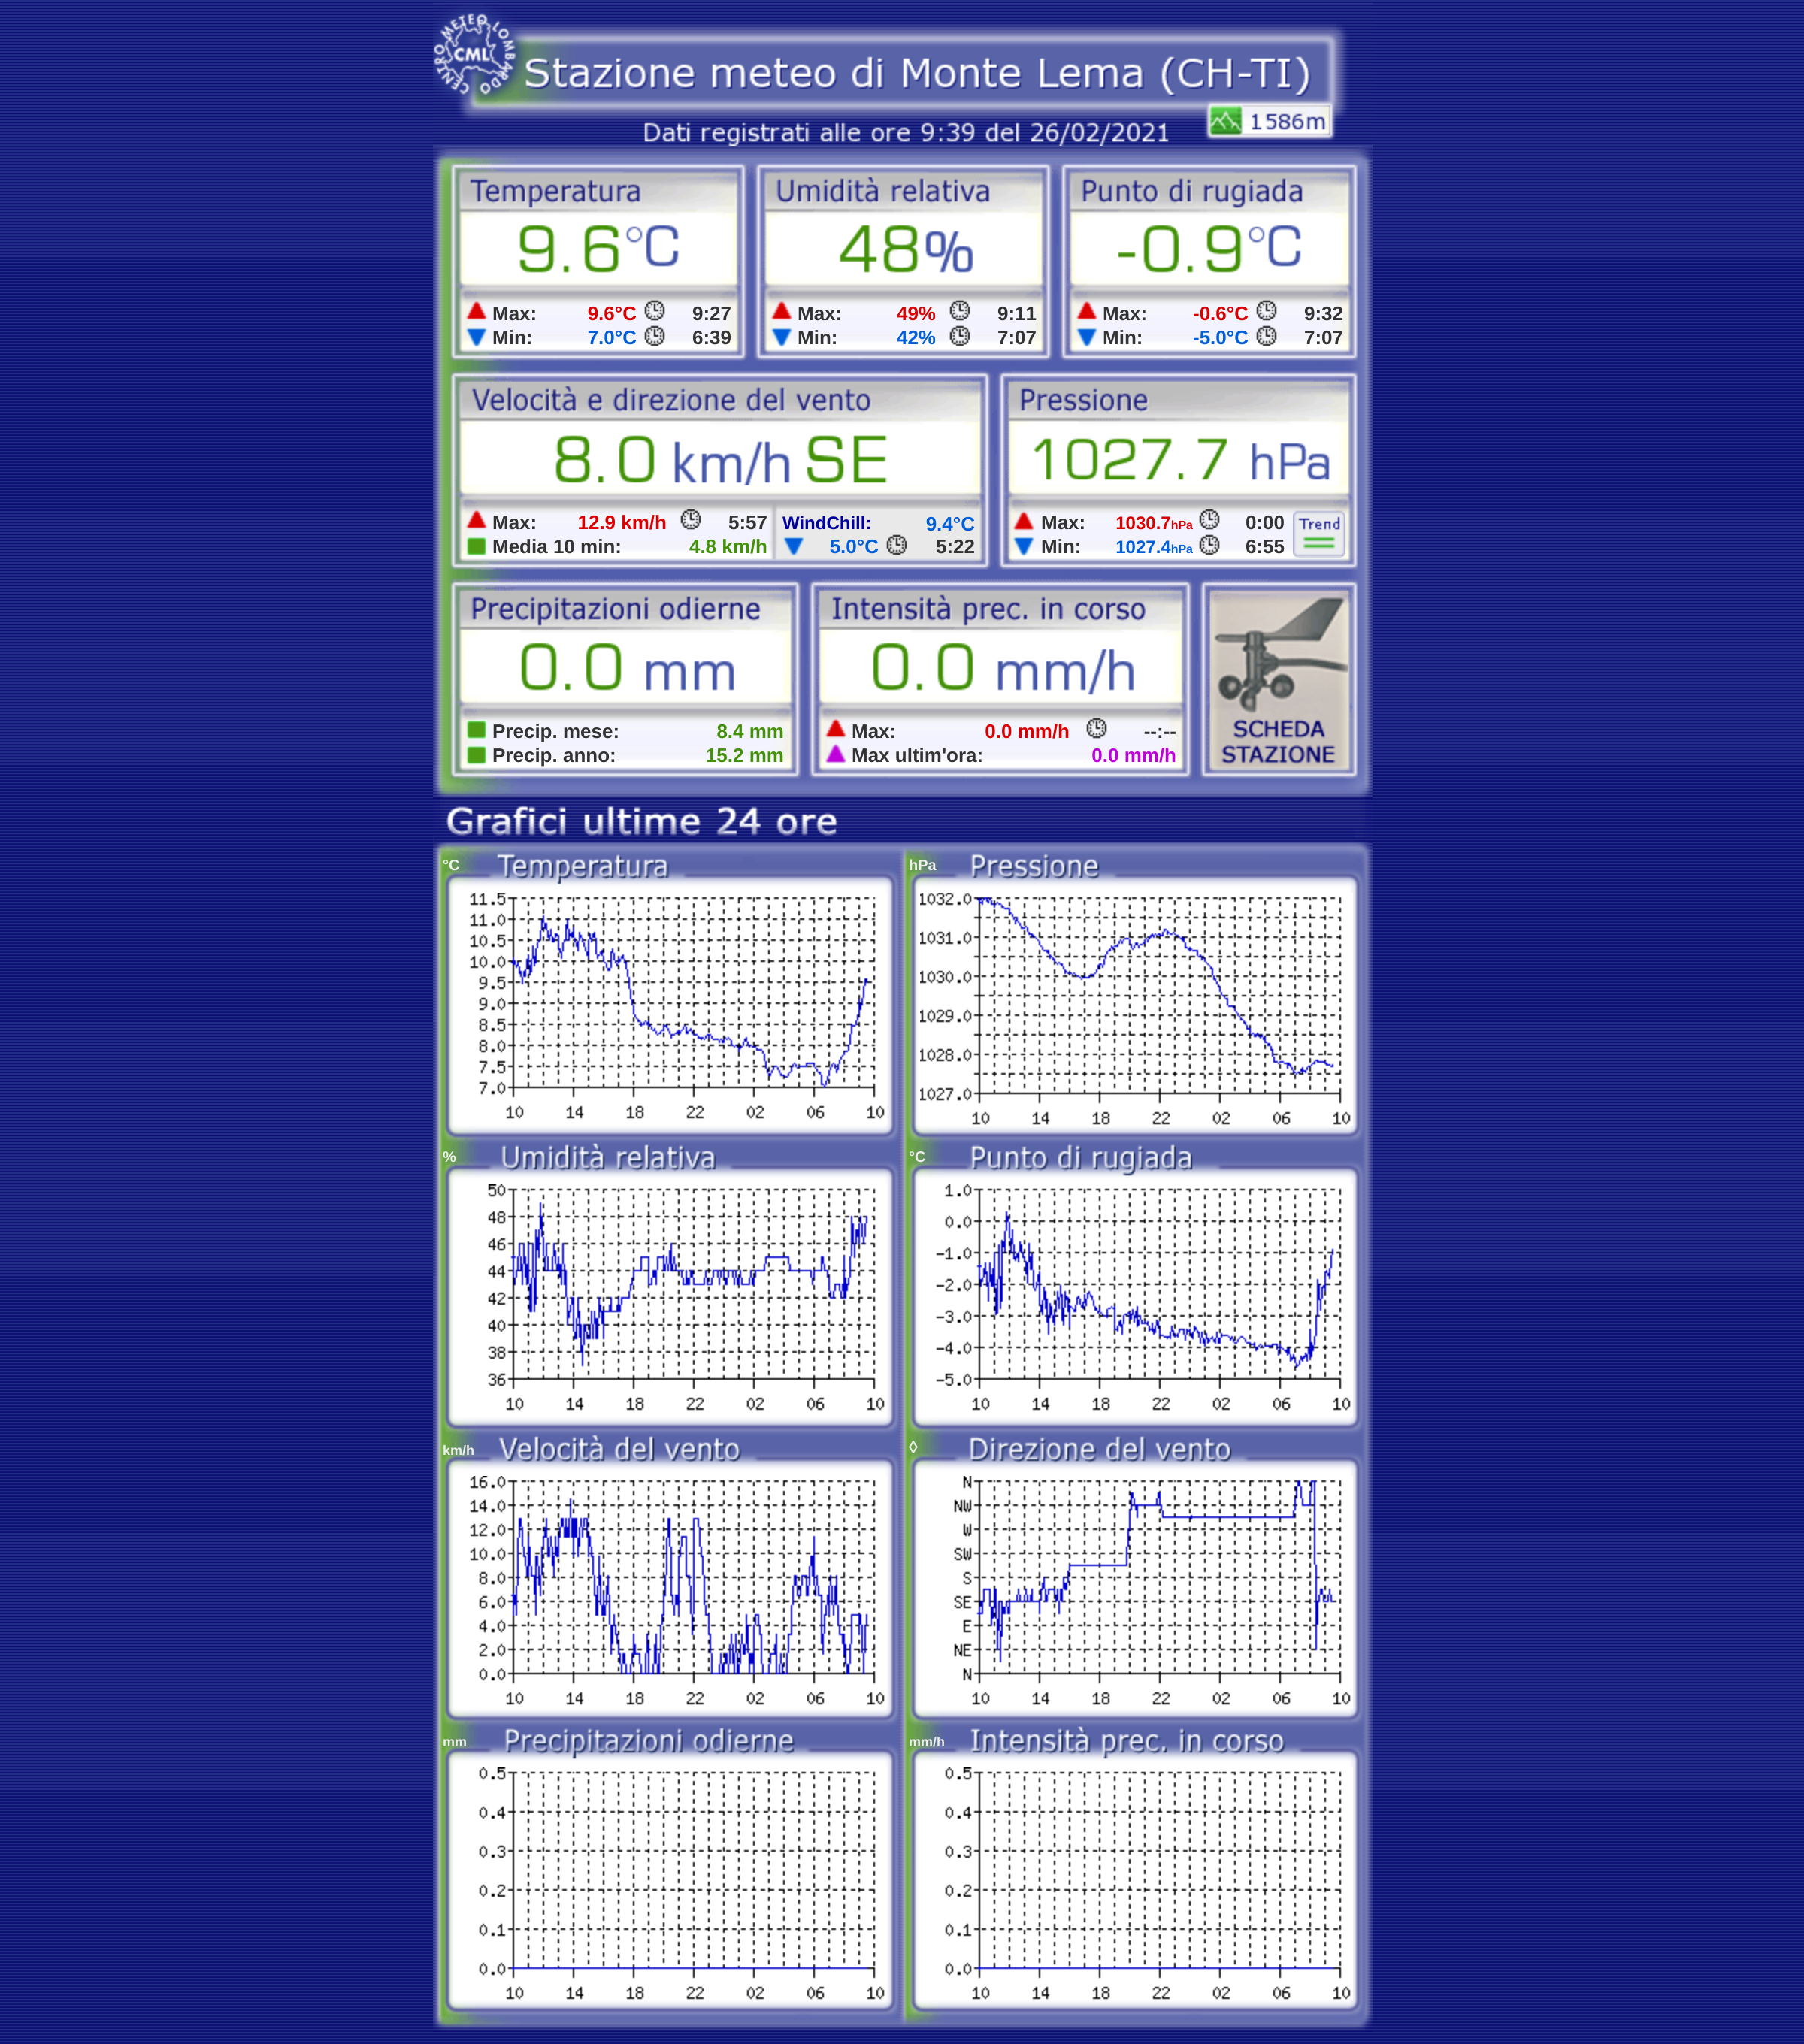 CENTRO METEO LOMBARDO
CML
Stazione meteo di Monte Lema (CH-TI)
1586m
Dati registrati alle ore 9:39 del 26/02/2021
Temperatura Umidità relativa Punto di rugiada
9.6°C 48% -0.9°C
Max: 9.6°C 9:27 Max: 49% 9:11 Max: -0.6°C 9:32
Min: 7.0°C 6:39 Min: 42% 7:07 Min: -5.0°C 7:07
Velocità e direzione del vento Pressione
8.0 km/h SE 1027.7 hPa
Max: 12.9 km/h 5:57 WindChill: 9.4°C Max: 1030.7hPa 0:00 Trend
Media 10 min: 4.8 km/h 5.0°C 5:22 Min: 1027.4hPa 6:55
Precipitazioni odierne Intensità prec. in corso
0.0 mm 0.0 mm/h
Precip. mese: 8.4 mm Max: 0.0 mm/h --:-- SCHEDA
Precip. anno: 15.2 mm Max ultim'ora: 0.0 mm/h STAZIONE
Grafici ultime 24 ore
°C Temperatura
11.5
11.0
10.5
10.0
9.5
9.0
8.5
8.0
7.5
7.0
10 14 18 22 02 06 10
hPa Pressione
1032.0
1031.0
1030.0
1029.0
1028.0
1027.0
10 14 18 22 02 06 10
% Umidità relativa
50
48
46
44
42
40
38
36
10 14 18 22 02 06 10
°C Punto di rugiada
1.0
0.0
-1.0
-2.0
-3.0
-4.0
-5.0
10 14 18 22 02 06 10
km/h Velocità del vento
16.0
14.0
12.0
10.0
8.0
6.0
4.0
2.0
0.0
10 14 18 22 02 06 10
◊ Direzione del vento
N
NW
W
SW
S
SE
E
NE
N
10 14 18 22 02 06 10
mm Precipitazioni odierne
0.5
0.4
0.3
0.2
0.1
0.0
10 14 18 22 02 06 10
mm/h Intensità prec. in corso
0.5
0.4
0.3
0.2
0.1
0.0
10 14 18 22 02 06 10